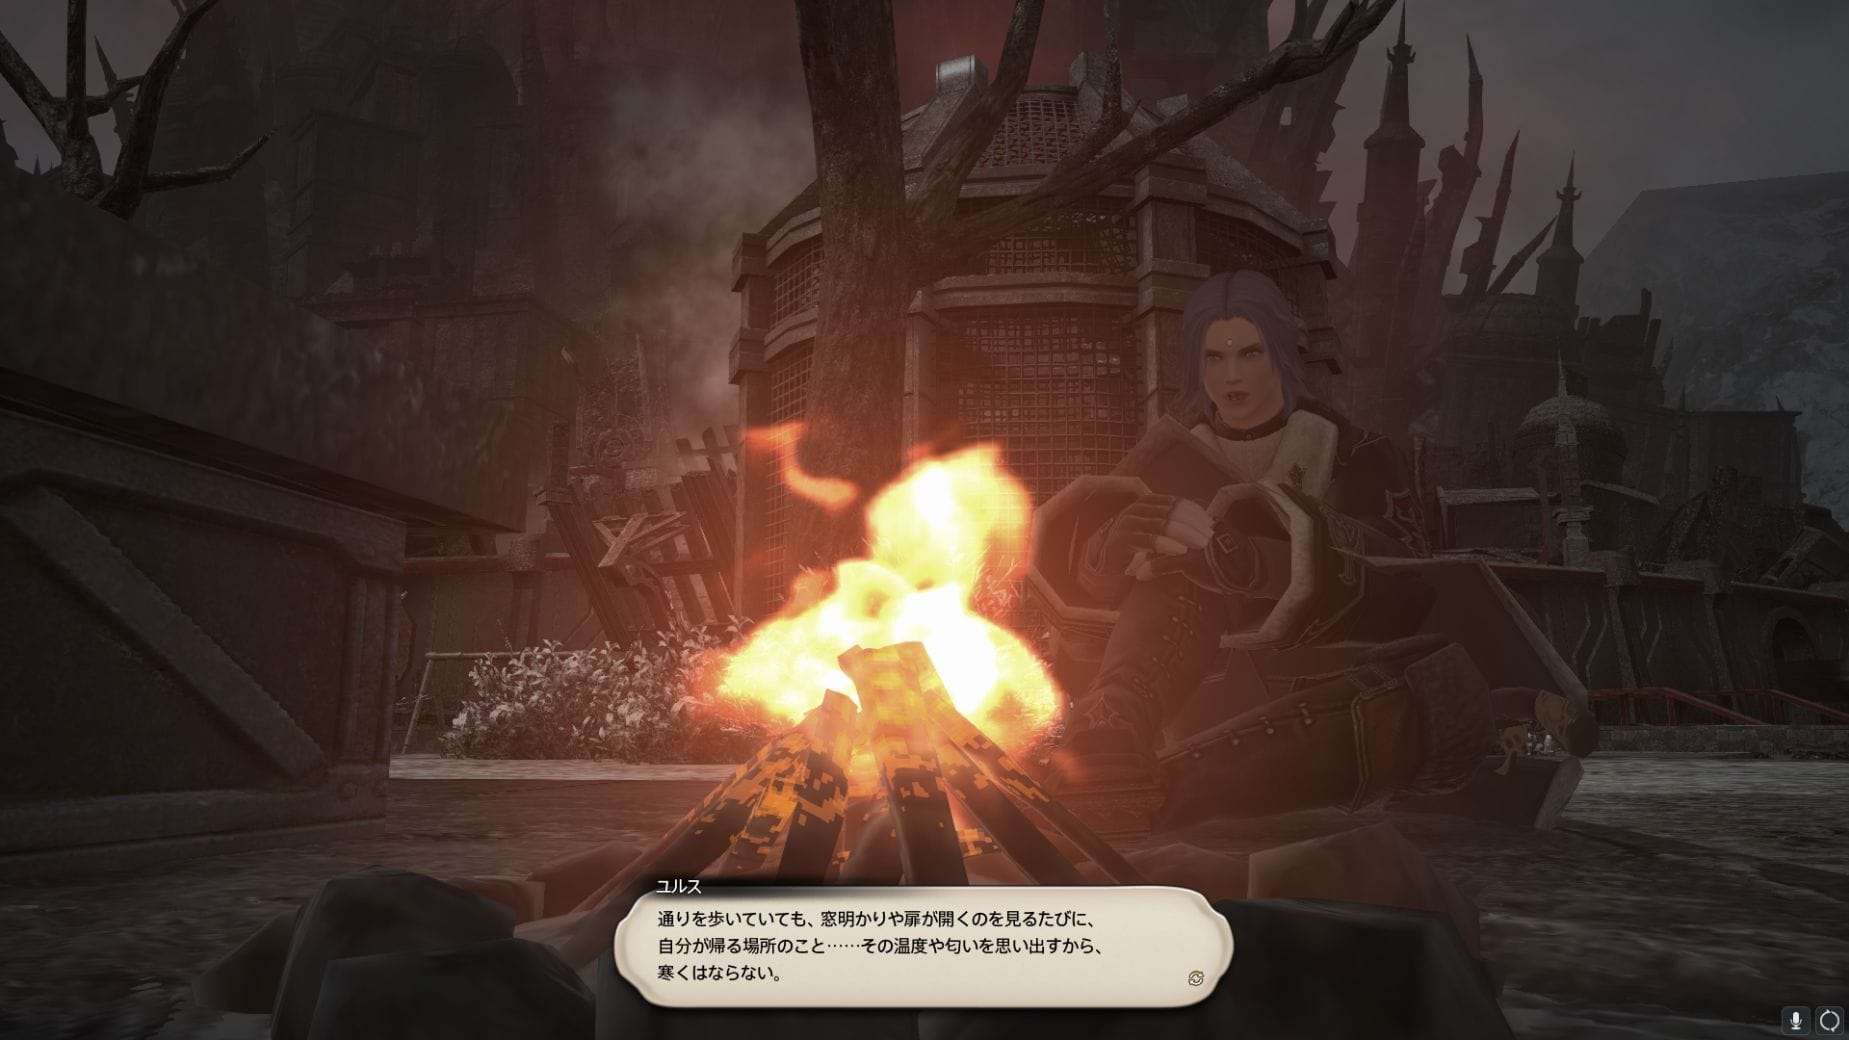 ユルス
通りを歩いていても、窓明かりや扉が開くのを見るたびに、
自分が帰る場所のこと……その温度や匂いを思い出すから、
寒くはならない。